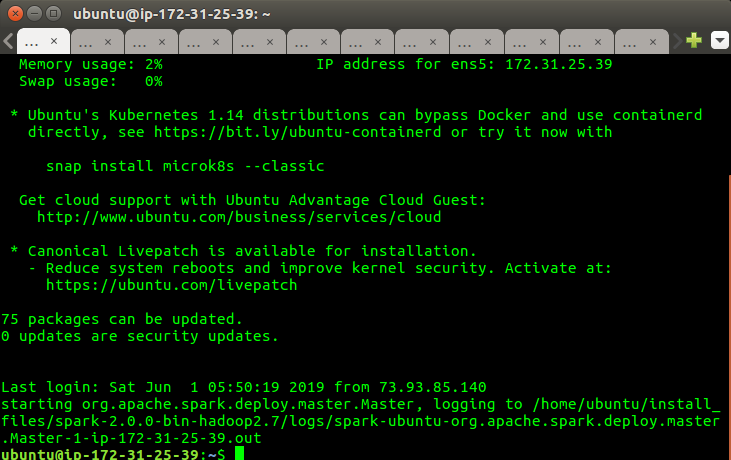 ubuntu@ip-172-31-25-39: ~
... × ... × ... × ... × ... × ... × ... × ... × ... × ... × ... × ... ×
Memory usage: 2% IP address for ens5: 172.31.25.39
Swap usage: 0%
* Ubuntu's Kubernetes 1.14 distributions can bypass Docker and use containerd
directly, see https://bit.ly/ubuntu-containerd or try it now with
snap install microk8s --classic
Get cloud support with Ubuntu Advantage Cloud Guest:
http://www.ubuntu.com/business/services/cloud
* Canonical Livepatch is available for installation.
- Reduce system reboots and improve kernel security. Activate at:
https://ubuntu.com/livepatch
75 packages can be updated.
0 updates are security updates.
Last login: Sat Jun  1 05:50:19 2019 from 73.93.85.140
starting org.apache.spark.deploy.master.Master, logging to /home/ubuntu/install_
files/spark-2.0.0-bin-hadoop2.7/logs/spark-ubuntu-org.apache.spark.deploy.master
.Master-1-ip-172-31-25-39.out
ubuntu@ip-172-31-25-39:~$